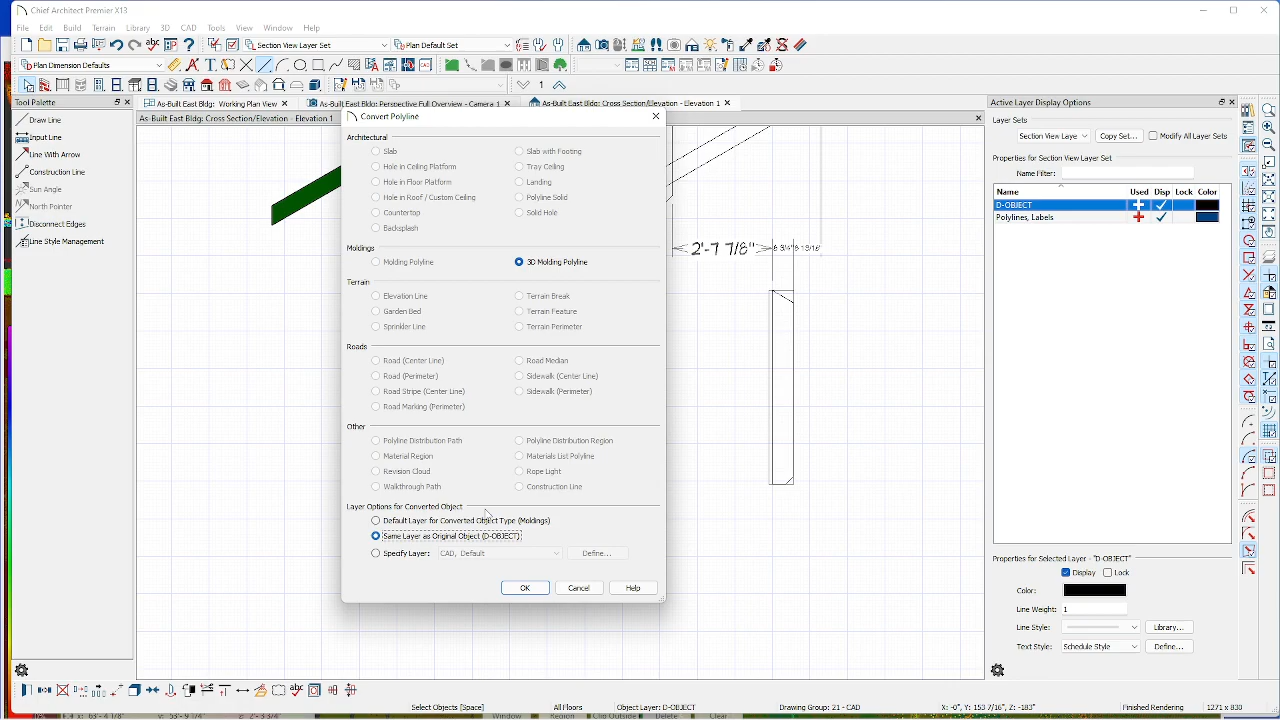 Chief Architect Premier X13
File Edit Build Terrain Library 3D CAD Tools View Window Help
Section View Layer Set
Plan Default Set
Plan Dimension Defaults
1
Tool Palette
As-Built East Bldg: Working Plan View
As-Built East Bldg: Perspective Full Overview - Camera 1
As-Built East Bldg: Cross Section/Elevation - Elevation 1
As-Built East Bldg: Cross Section/Elevation - Elevation 1
Draw Line
Input Line
Line With Arrow
Construction Line
Sun Angle
North Pointer
Disconnect Edges
Line Style Management
Convert Polyline
Architectural
Slab
Slab with Footing
Hole in Ceiling Platform
Tray Ceiling
Hole in Floor Platform
Landing
Hole in Roof / Custom Ceiling
Polyline Solid
Countertop
Solid Hole
Backsplash
Moldings
Molding Polyline
3D Molding Polyline
Terrain
Elevation Line
Terrain Break
Garden Bed
Terrain Feature
Sprinkler Line
Terrain Perimeter
Roads
Road (Center Line)
Road Median
Road (Perimeter)
Sidewalk (Center Line)
Road Stripe (Center Line)
Sidewalk (Perimeter)
Road Marking (Perimeter)
Other
Polyline Distribution Path
Polyline Distribution Region
Material Region
Materials List Polyline
Revision Cloud
Rope Light
Walkthrough Path
Construction Line
Layer Options for Converted Object
Default Layer for Converted Object Type (Moldings)
Same Layer as Original Object (D-OBJECT)
Specify Layer: CAD, Default Define...
OK Cancel Help
2'-7 7/8"
Active Layer Display Options
Layer Sets
Section View Laye Copy Set... Modify All Layer Sets
Properties for Section View Layer Set
Name Filter:
Name Used Disp Lock Color
D-OBJECT
Polylines, Labels
Properties for Selected Layer - "D-OBJECT"
Display Lock
Color:
Line Weight: 1
Line Style: Library...
Text Style: Schedule Style Define...
Select Objects [Space] All Floors Object Layer: D-OBJECT Drawing Group: 21 - CAD X: -0", Y: 153 7/16", Z: -183" Finished Rendering 1271 x 830